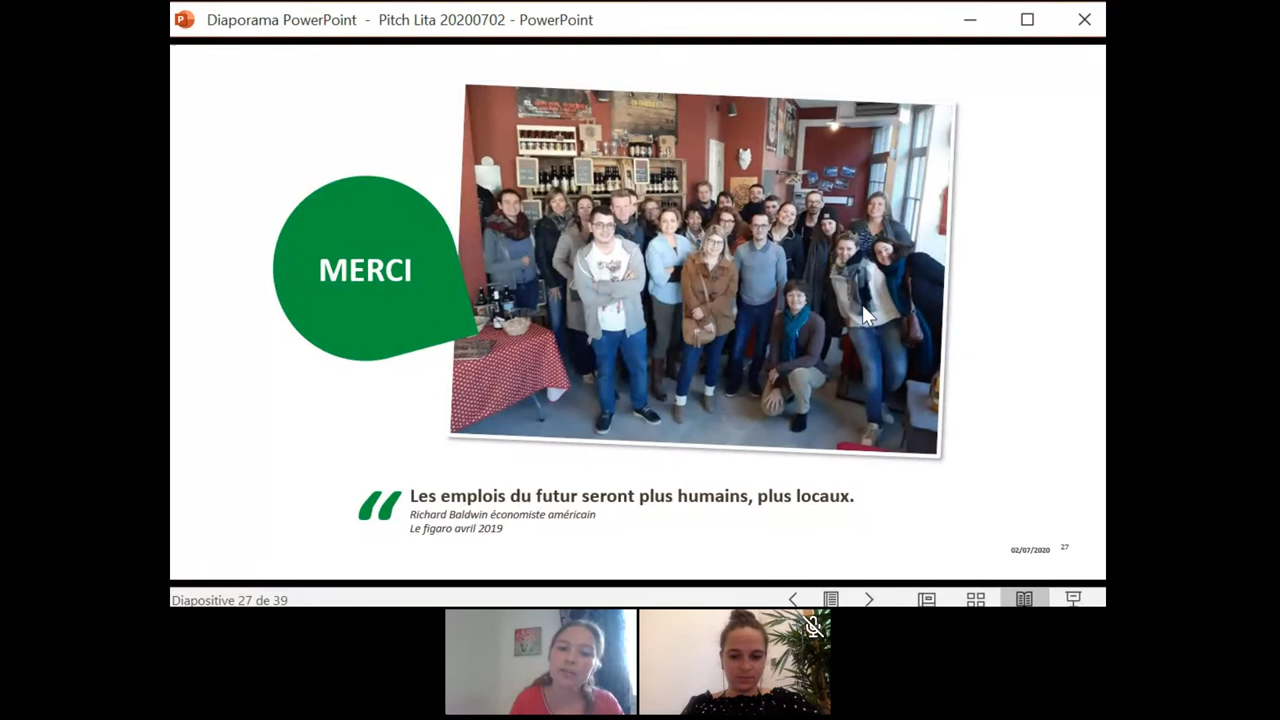 Diaporama PowerPoint - Pitch Lita 20200702 - PowerPoint
MERCI
“ Les emplois du futur seront plus humains, plus locaux.
Richard Baldwin économiste américain
Le figaro avril 2019
02/07/2020 27
Diapositive 27 de 39